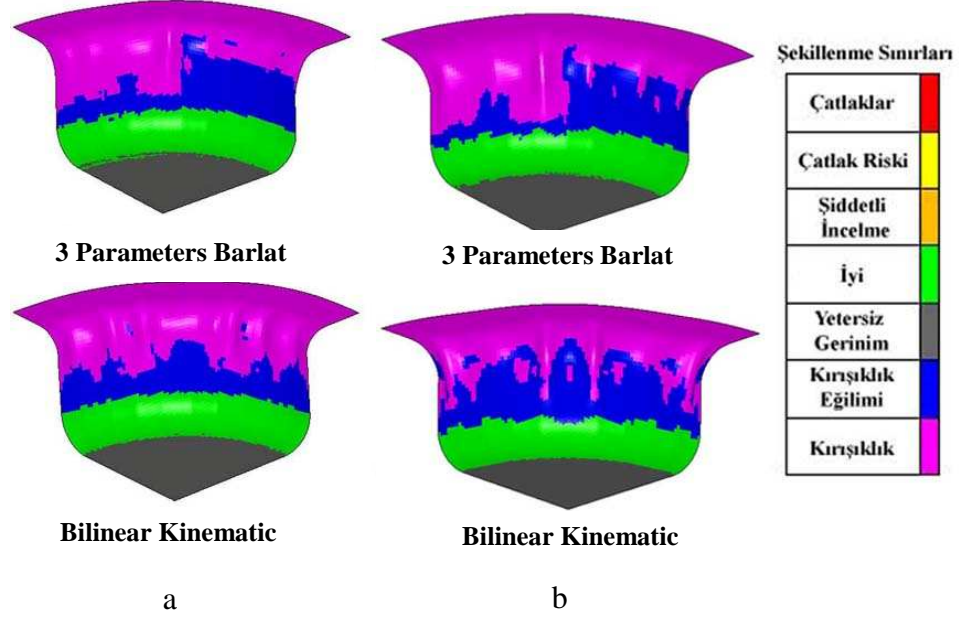 Şekillenme Sınırları
Çatlaklar
Çatlak Riski
Şiddetli
İncelme
İyi
Yetersiz
Gerinim
Kırışıklık
Eğilimi
Kırışıklık
3 Parameters Barlat
3 Parameters Barlat
Bilinear Kinematic
Bilinear Kinematic
a
b